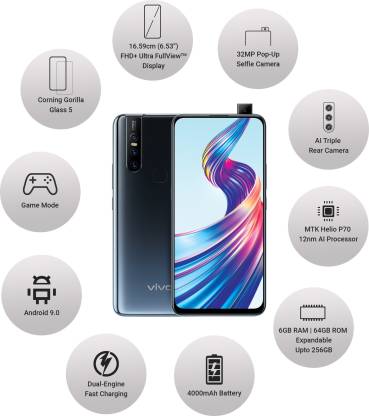 16.59cm (6.53")
FHD+ Ultra FullView™
Display
32MP Pop-Up
Selfie Camera
Corning Gorilla
Glass 5
AI Triple
Rear Camera
Game Mode
MTK Helio P70
12nm AI Processor
vivo
Android 9.0
6GB RAM | 64GB ROM
Expandable
Upto 256GB
Dual-Engine
Fast Charging
4000mAh Battery